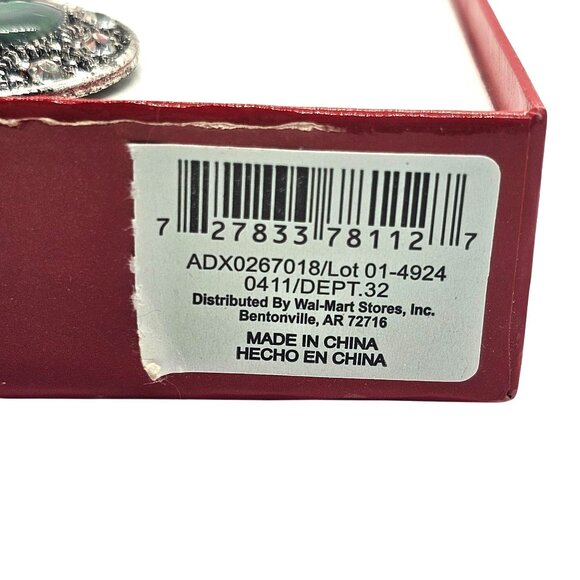 7 27833 78112 7
ADX0267018/Lot 01-4924
0411/DEPT.32
Distributed By Wal-Mart Stores, Inc.
Bentonville, AR 72716
MADE IN CHINA
HECHO EN CHINA